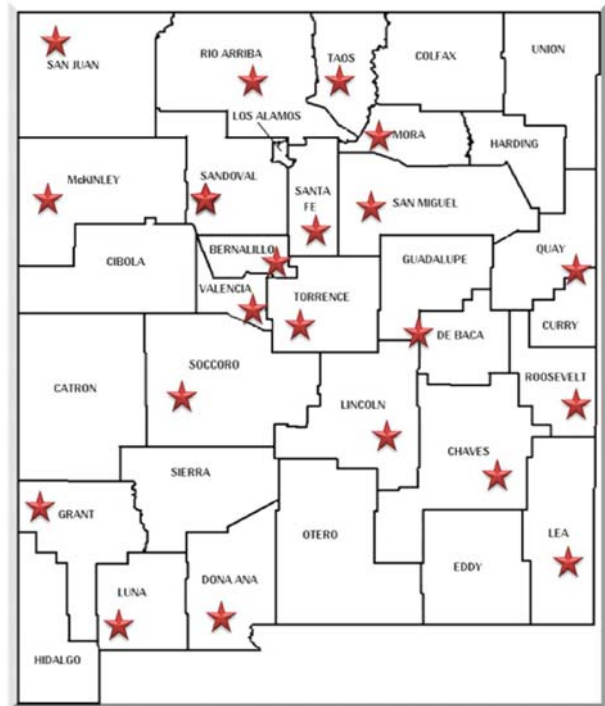 SAN JUAN
RIO ARRIBA
TAOS
COLFAX
UNION
LOS ALAMOS
MORA
HARDING
McKINLEY
SANDOVAL
SANTA
FE
SAN MIGUEL
CIBOLA
BERNALILLO
GUADALUPE
QUAY
VALENCIA
TORRENCE
DE BACA
CURRY
SOCCORO
CATRON
ROOSEVELT
LINCOLN
CHAVES
SIERRA
GRANT
OTERO
LEA
EDDY
LUNA
DONA ANA
HIDALGO